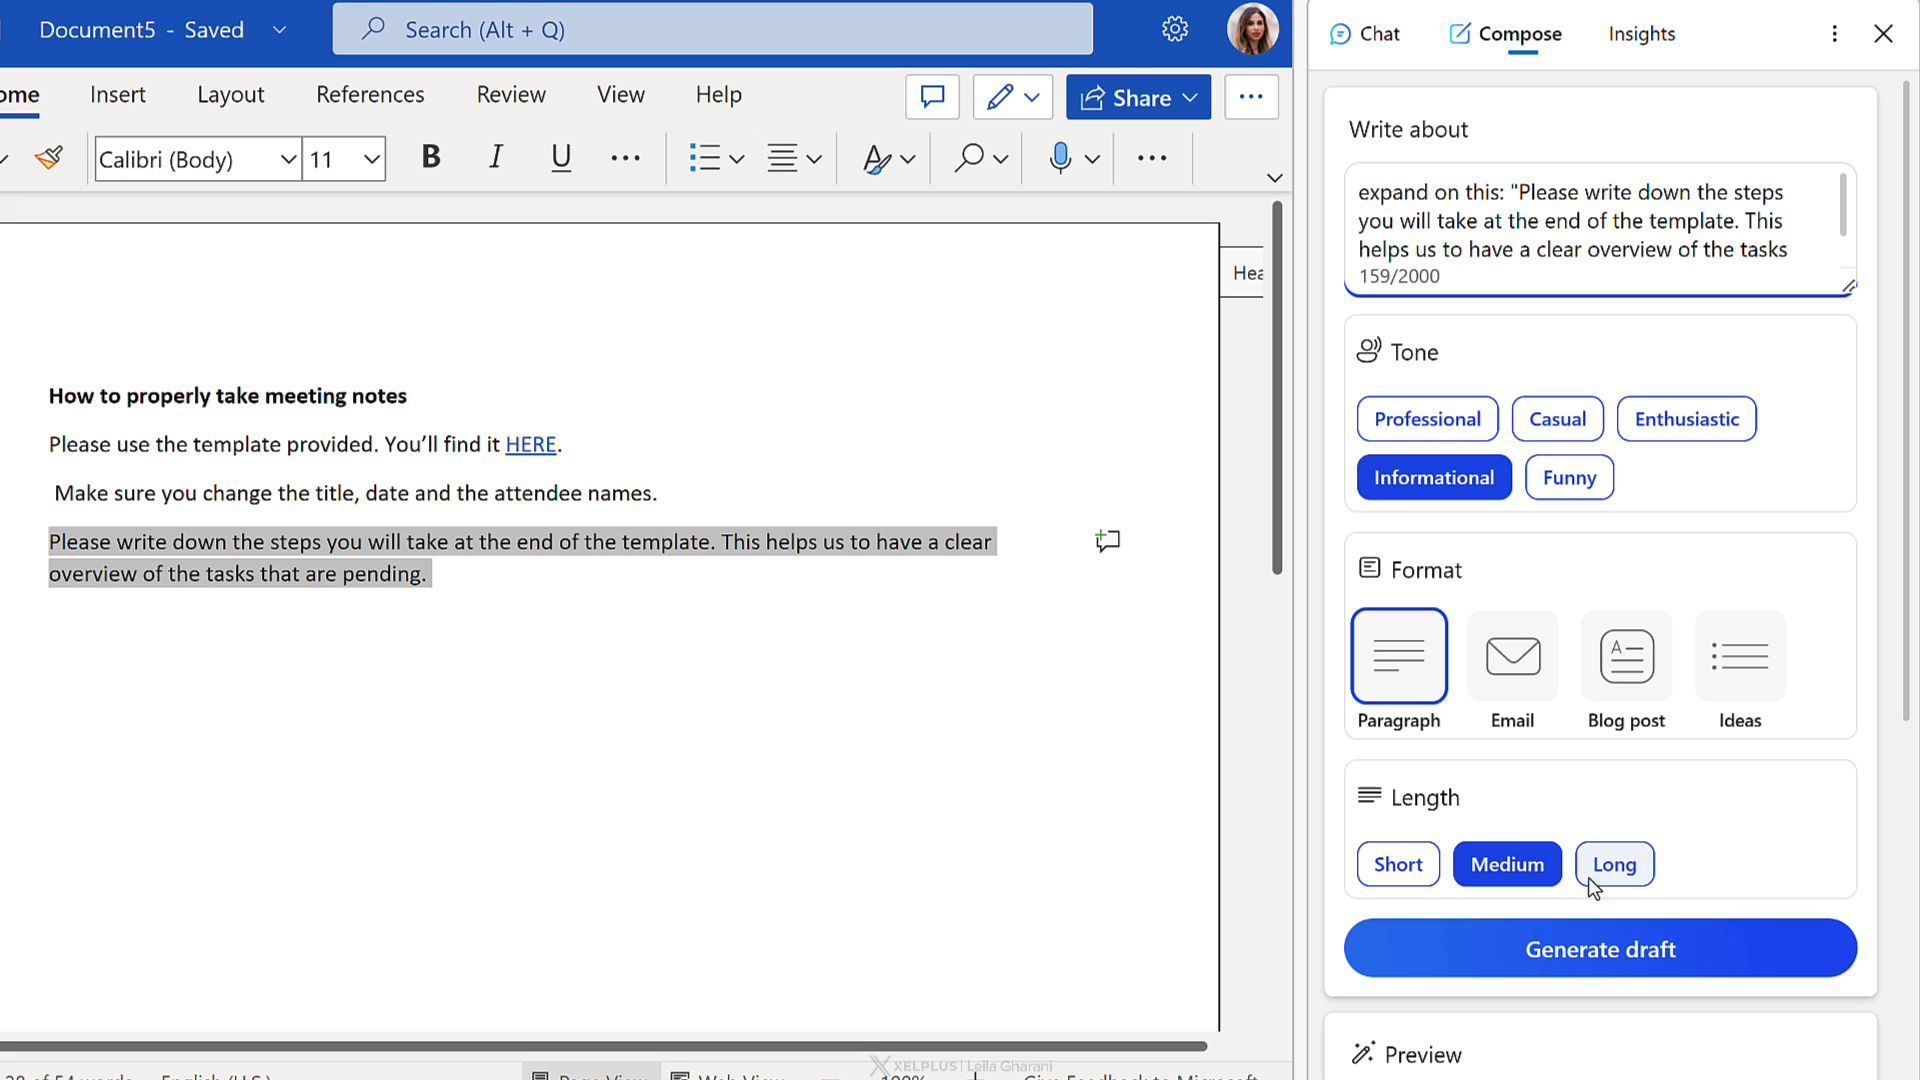 Document5 - Saved
Search (Alt + Q)
Chat
Compose
Insights
Insert
Layout
References
Review
View
Help
Share
Calibri (Body)
11
B
I
U
Write about
expand on this: "Please write down the steps
you will take at the end of the template. This
helps us to have a clear overview of the tasks
159/2000
Tone
Professional
Casual
Enthusiastic
Informational
Funny
Format
Paragraph
Email
Blog post
Ideas
Length
Short
Medium
Long
Generate draft
Preview
How to properly take meeting notes
Please use the template provided. You'll find it HERE.
Make sure you change the title, date and the attendee names.
Please write down the steps you will take at the end of the template. This helps us to have a clear
overview of the tasks that are pending.
XELPLUS | Leila Gharani